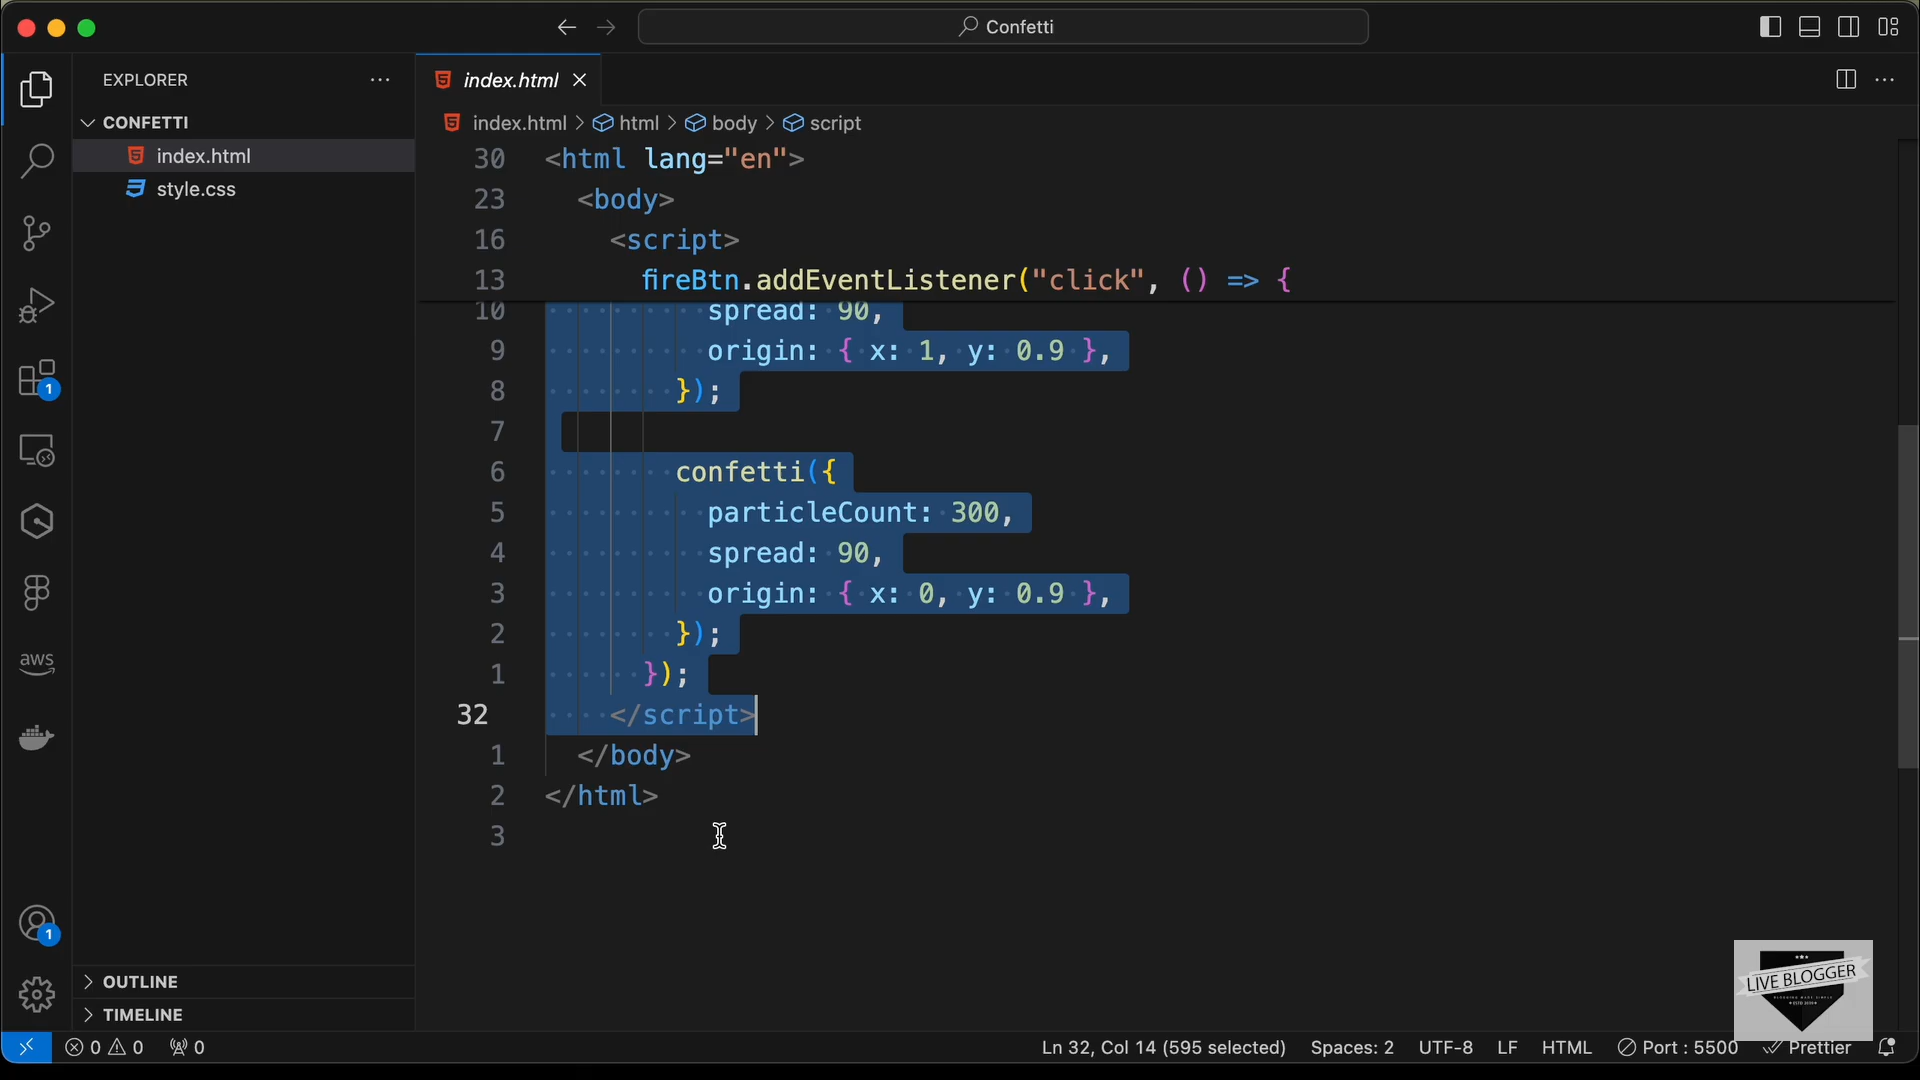 Confetti
EXPLORER
index.html
CONFETTI
index.html
style.css
index.html > html > body > script
30 <html lang="en">
23 <body>
16 <script>
13 fireBtn.addEventListener("click", () => {
10 spread: 90,
9 origin: { x: 1, y: 0.9 },
8 });
7
6 confetti({
5 particleCount: 300,
4 spread: 90,
3 origin: { x: 0, y: 0.9 },
2 });
1 });
32 </script>
1 </body>
2 </html>
3
1
aws
1
OUTLINE
TIMELINE
LIVE BLOGGER
0 0 0 Ln 32, Col 14 (595 selected) Spaces: 2 UTF-8 LF HTML Port : 5500 Prettier